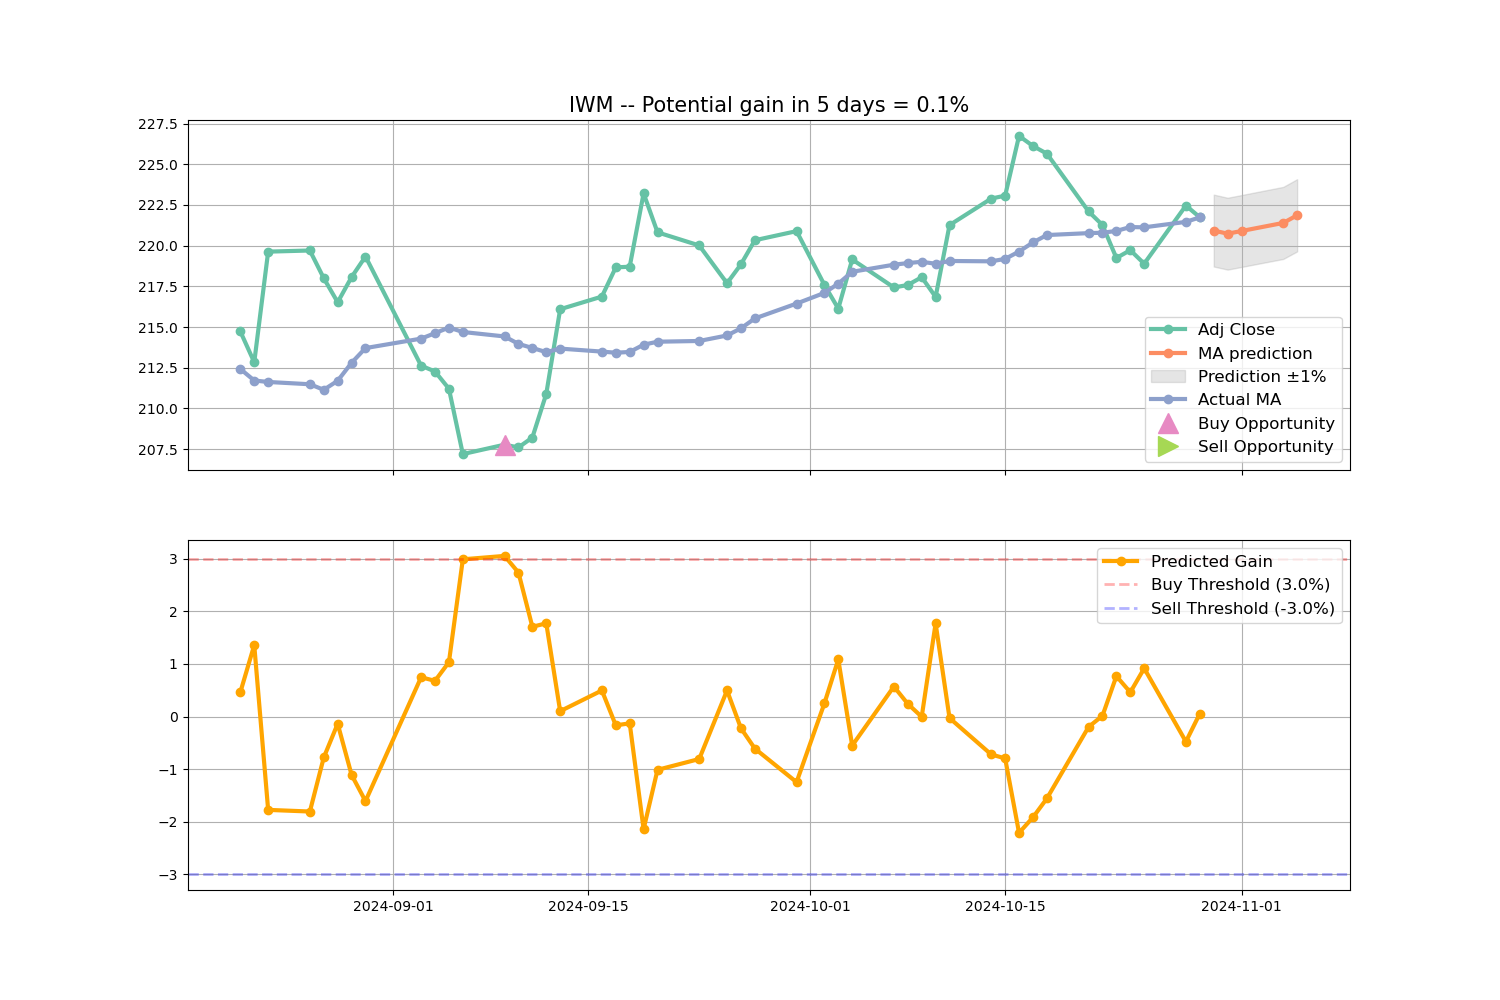 IWM -- Potential gain in 5 days = 0.1%
227.5
225.0
222.5
220.0
217.5
215.0
212.5
210.0
207.5
Adj Close
MA prediction
Prediction ±1%
Actual MA
Buy Opportunity
Sell Opportunity
3
2
1
0
−1
−2
−3
Predicted Gain
Buy Threshold (3.0%)
Sell Threshold (-3.0%)
2024-09-01
2024-09-15
2024-10-01
2024-10-15
2024-11-01